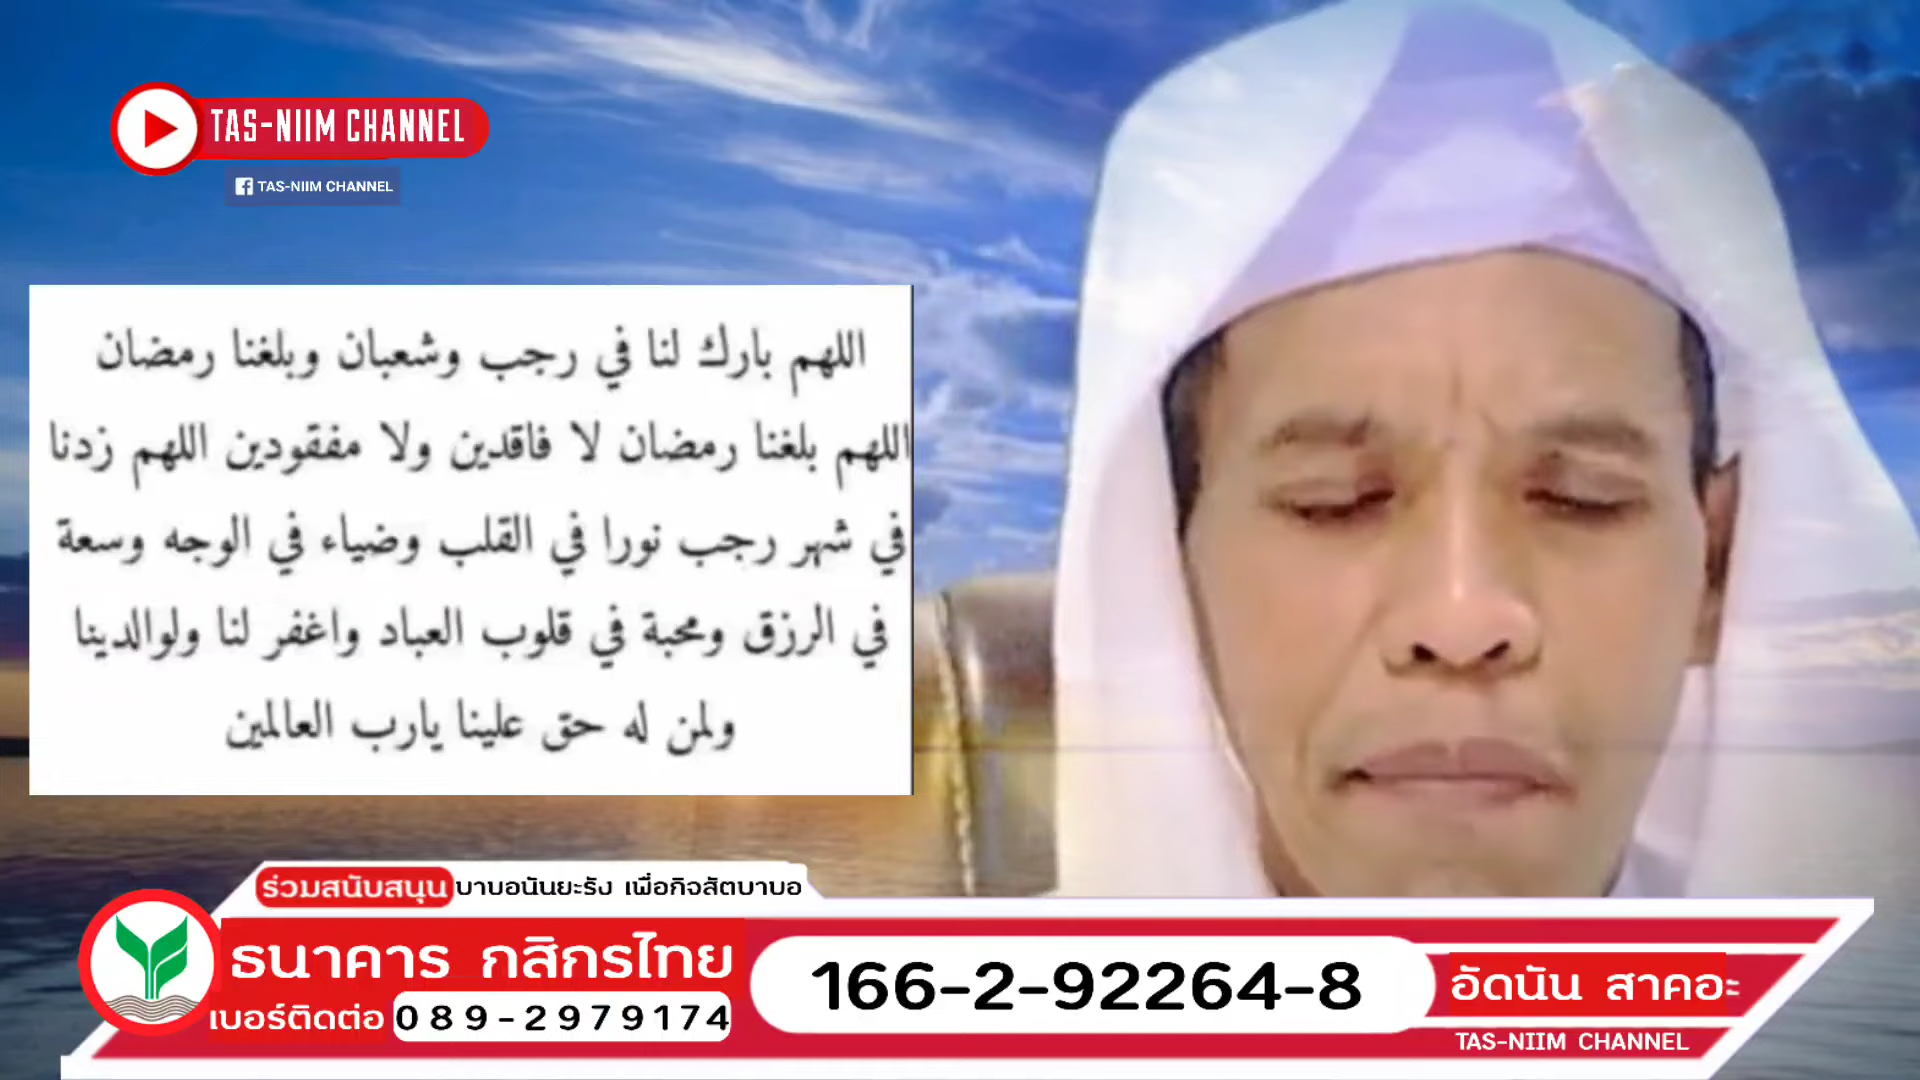 TAS-NIIM CHANNEL
TAS-NIIM CHANNEL
اللهم بارك لنا في رجب وشعبان وبلغنا رمضان
اللهم بلغنا رمضان لا فاقدين ولا مفقودين اللهم زدنا
في شهر رجب نورا في القلب وضياء في الوجه وسعة
في الرزق ومحبة في قلوب العباد واغفر لنا ولوالدينا
ولمن له حق علينا يارب العالمين
ร่วมสนับสนุน บาบอนันยะรัง เพื่อกิจสัตบาบอ
ธนาคาร กสิกรไทย
เบอร์ติดต่อ 089-2979174
166-2-92264-8
อัดนัน สาคอะ
TAS-NIIM CHANNEL